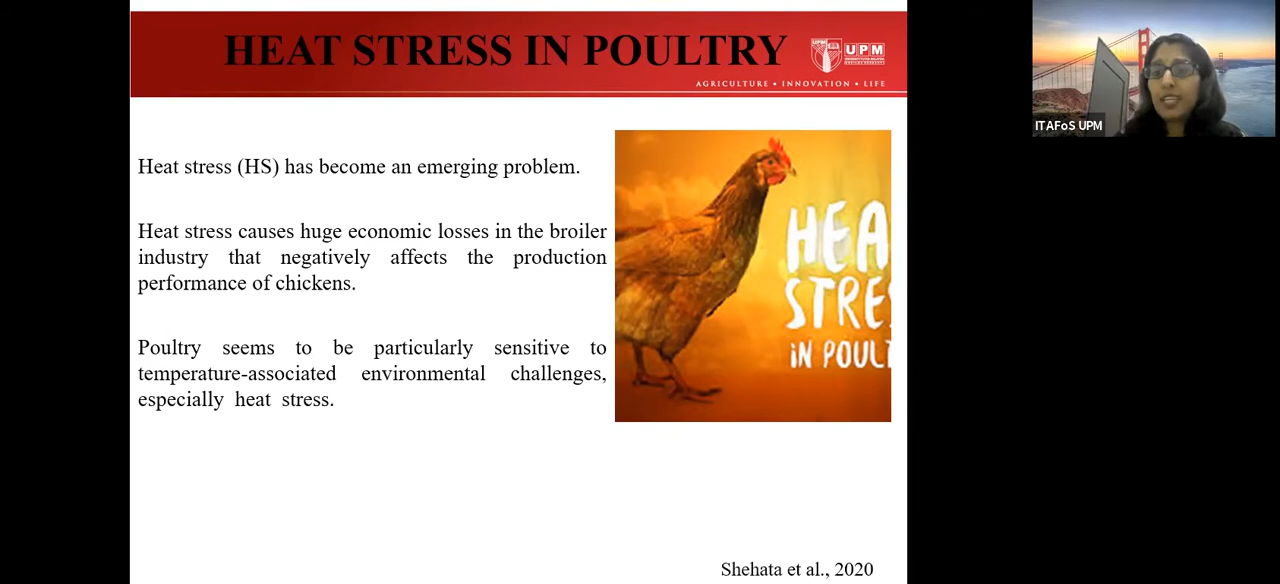 HEAT STRESS IN POULTRY
UPM
AGRICULTURE • INNOVATION • LIFE
ITAFoS UPM
Heat stress (HS) has become an emerging problem.
Heat stress causes huge economic losses in the broiler
industry that negatively affects the production
performance of chickens.
Poultry seems to be particularly sensitive to
temperature-associated environmental challenges,
especially heat stress.
HEA
STRE
iN POUL
Shehata et al., 2020